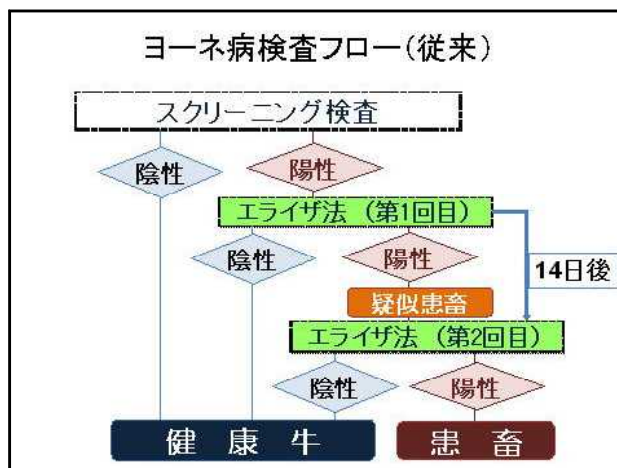 ヨーネ病検査フロー(従来)
スクリーニング検査
陰性
陽性
エライザ法 (第1回目)
陰性
陽性
14日後
疑似患畜
エライザ法 (第2回目)
陰性
陽性
健 康 牛
患 畜